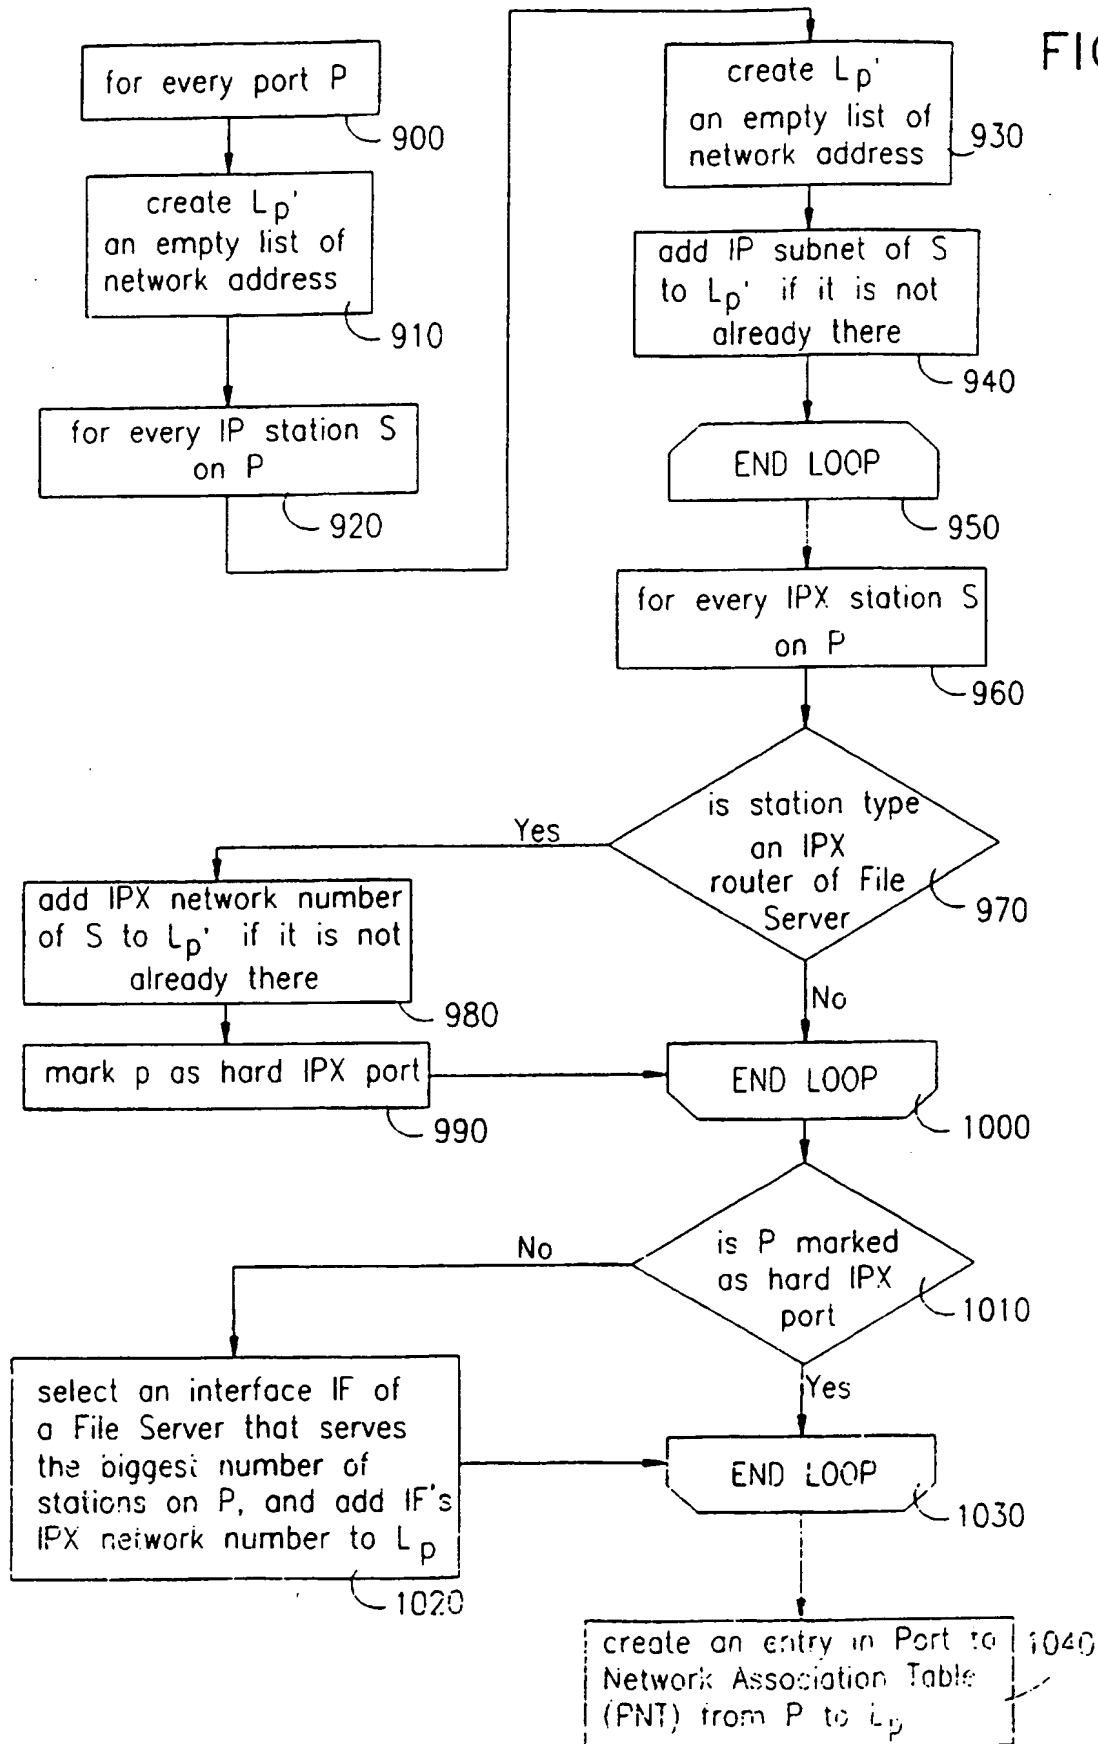 FIG
for every port P
900
create Lp'
an empty list of
network address
910
for every IP station S
on P
920
create Lp'
an empty list of
network address
930
add IP subnet of S
to Lp' if it is not
already there
940
END LOOP
950
for every IPX station S
on P
960
is station type
an IPX
router of File
Server
970
Yes
No
add IPX network number
of S to Lp' if it is not
already there
980
mark p as hard IPX port
990
END LOOP
1000
is P marked
as hard IPX
port
1010
No
Yes
select an interface IF of
a File Server that serves
the biggest number of
stations on P, and add IF's
IPX network number to Lp
1020
END LOOP
1030
create an entry in Port to
Network Association Table
(PNT) from P to Lp
1040